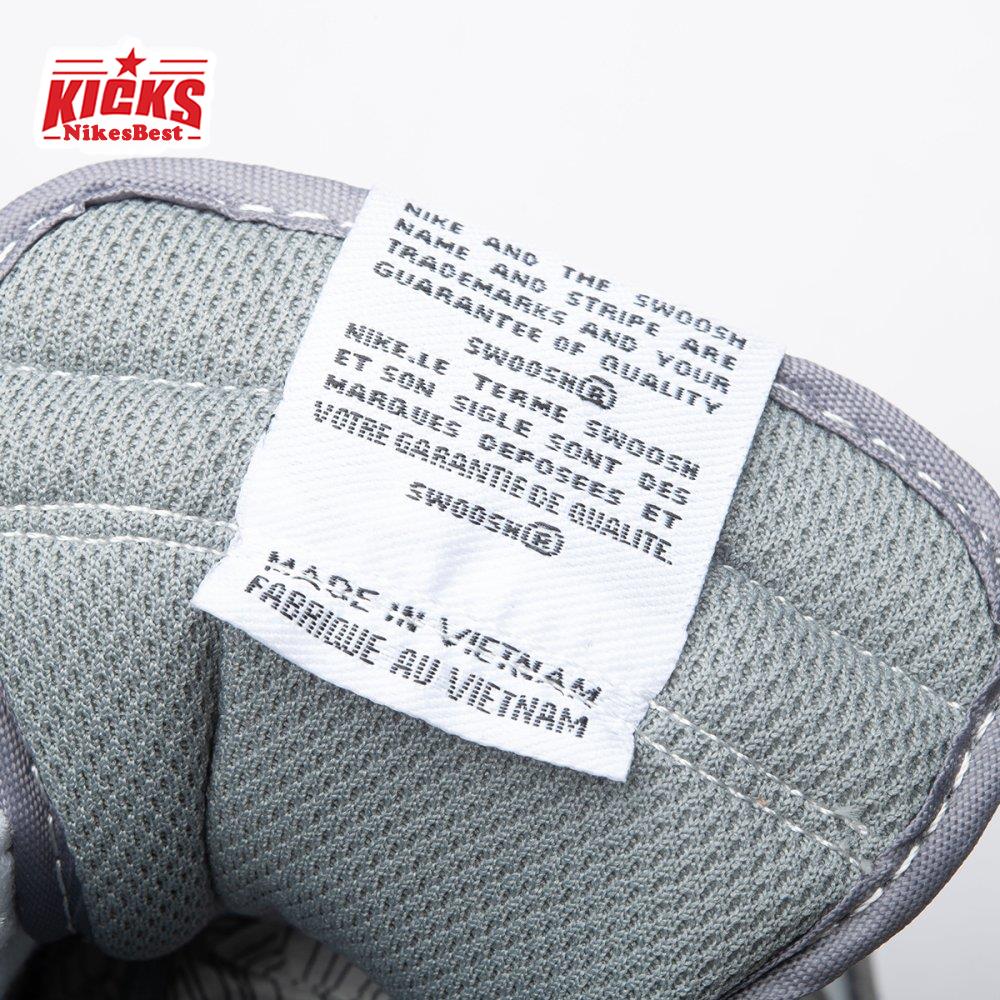 KICKS
NikesBest
NIKE AND THE SWOOSH
NAME AND STRIPE ARE
TRADEMARKS AND YOUR
GUARANTEE OF QUALITY
SWOOSH®
NIKE.LE TERME SWOOSH
ET SON SIGLE SONT DES
MARQUES DEPOSEES ET
VOTRE GARANTIE DE QUALITE.
SWOOSH®
MADE IN VIETNAM
FABRIQUE AU VIETNAM